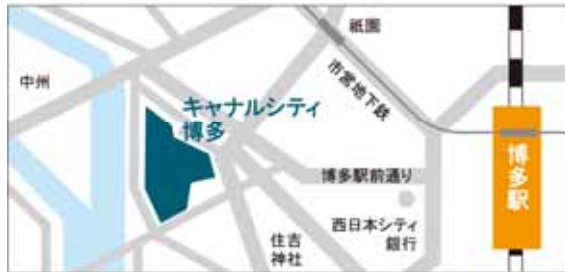 祇園
中州
市営地下鉄
キャナルシティ
博多
博多駅
博多駅前通り
西日本シティ
銀行
住吉
神社